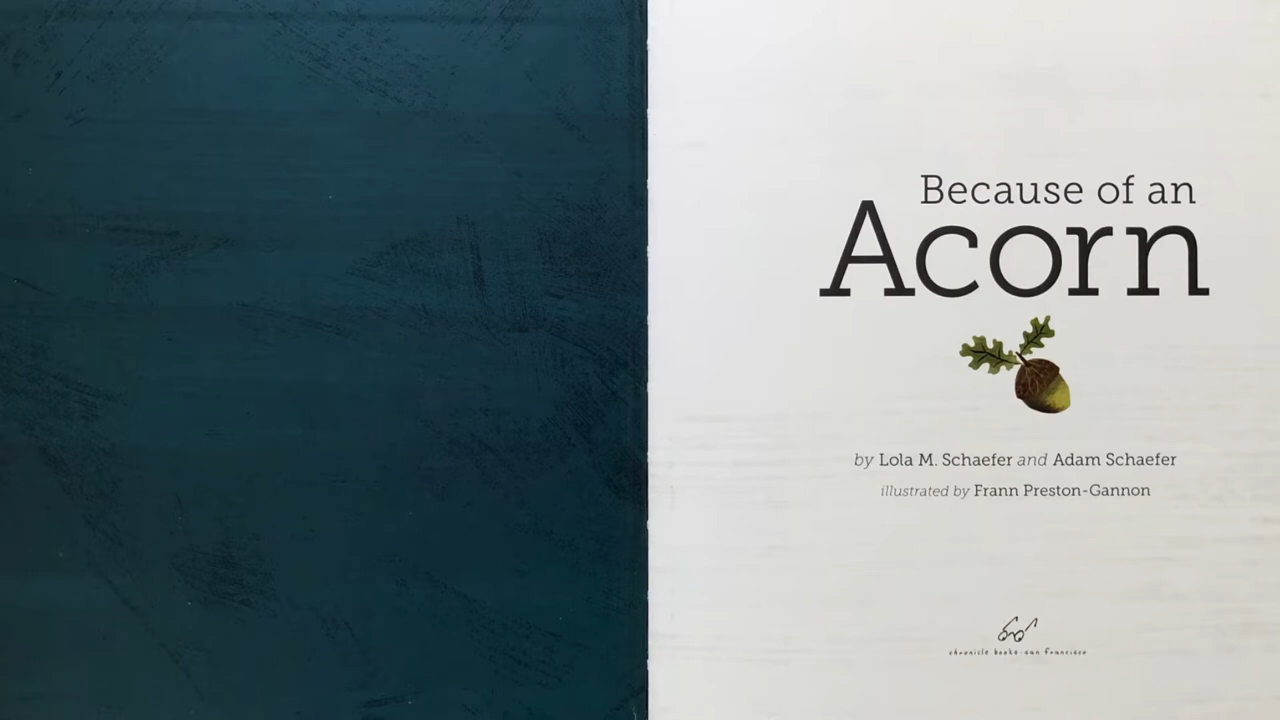 Because of an
Acorn
by Lola M. Schaefer and Adam Schaefer
illustrated by Frann Preston-Gannon
chronicle books · san francisco